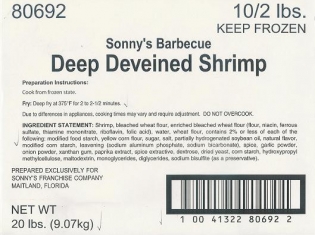 80692
10/2 lbs.
KEEP FROZEN
Sonny's Barbecue
Deep Deveined Shrimp
Preparation Instructions:
Cook from frozen state.
Fry: Deep fry at 375°F for 2 to 2-1/2 minutes.
Due to appliance variances, cooking times may vary and require adjustment. DO NOT OVERCOOK
INGREDIENT STATEMENT: Shrimp, bleached wheat flour, enriched bleached wheat flour (flour, niacin, ferrous
sulfate, thiamine mononitrate, riboflavin, folic acid), water, wheat flour, contains 2% or less of each of the
following: modified food starch, yellow corn flour, sugar, salt, partially hydrogenated soybean oil, natural flavor,
modified corn starch, leavening (sodium aluminum phosphate, sodium bicarbonate), spice, garlic powder,
onion powder, xanthan gum, paprika extract, spice extractive, dextrose, dried yeast, corn starch, hydroxypropyl
methylcellulose, maltodextrin, monoglycerides, diglycerides, sodium bisulfite (as a preservative).
PREPARED EXCLUSIVELY FOR
SONNY'S FRANCHISE COMPANY
MAITLAND, FLORIDA
NET WT
20 lbs. (9.07kg)
1 00 41322 80692 2